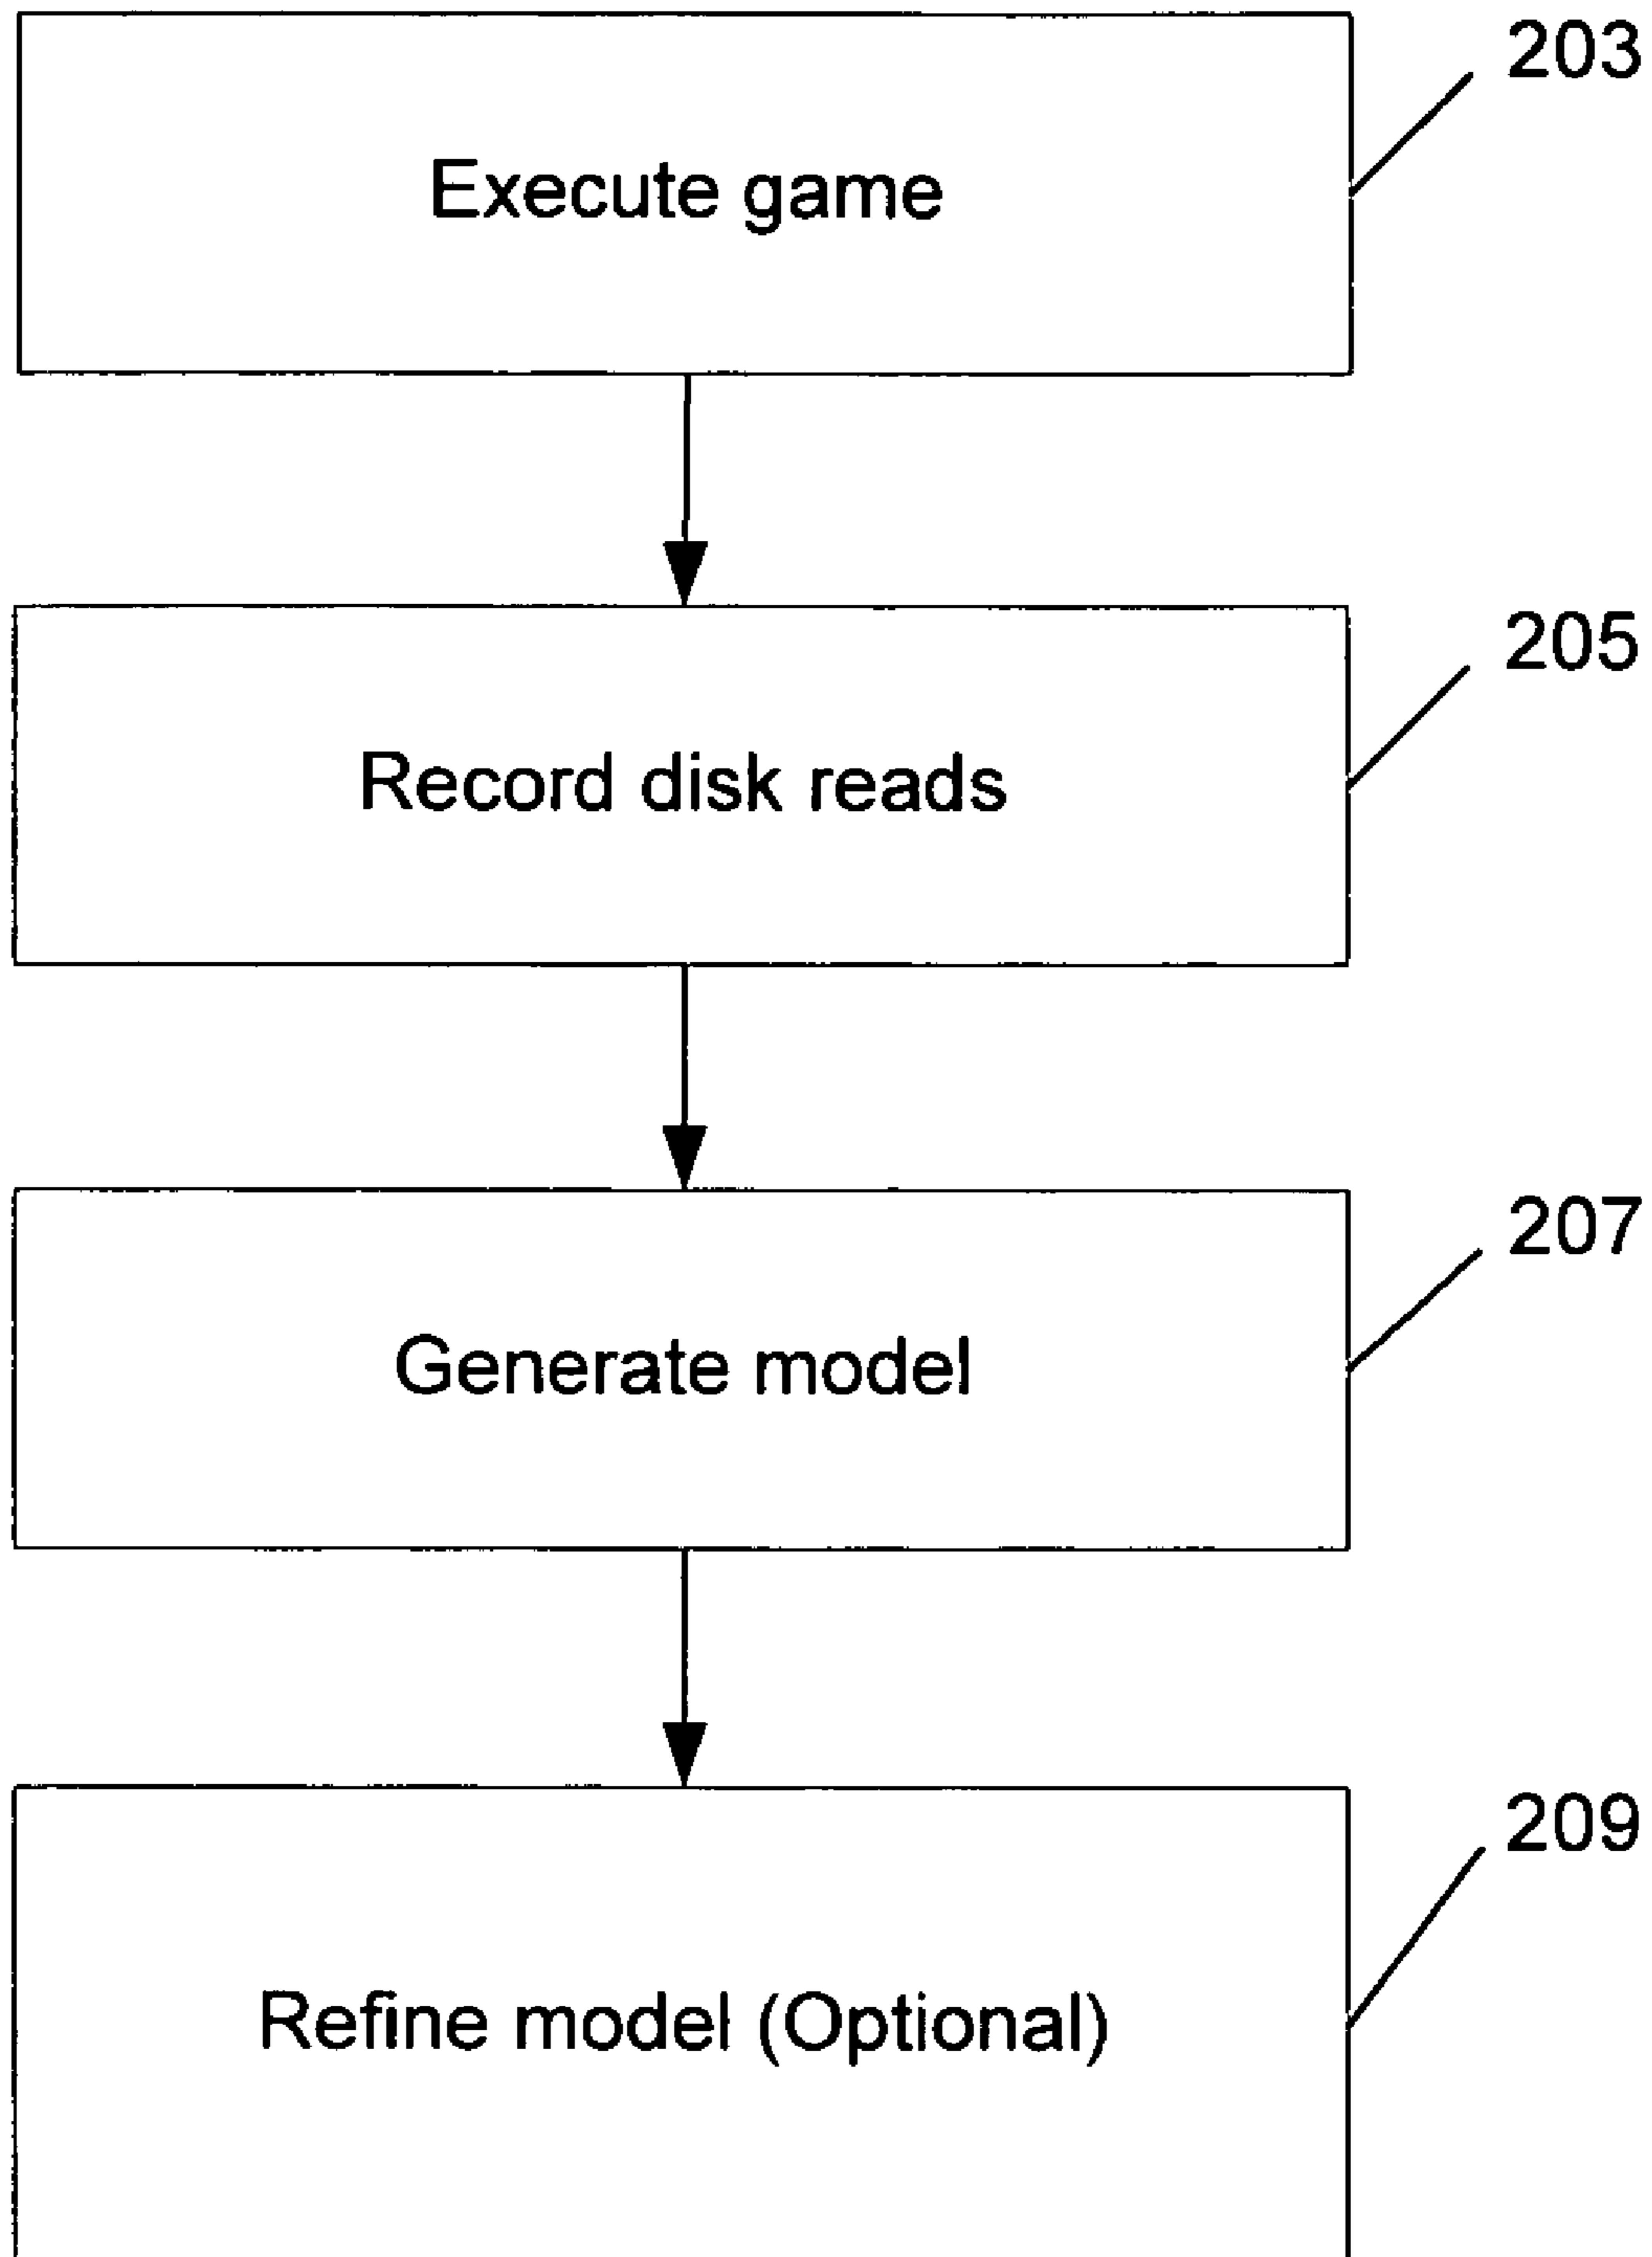 203
Execute game
205
Record disk reads
207
Generate model
209
Refine model (Optional)